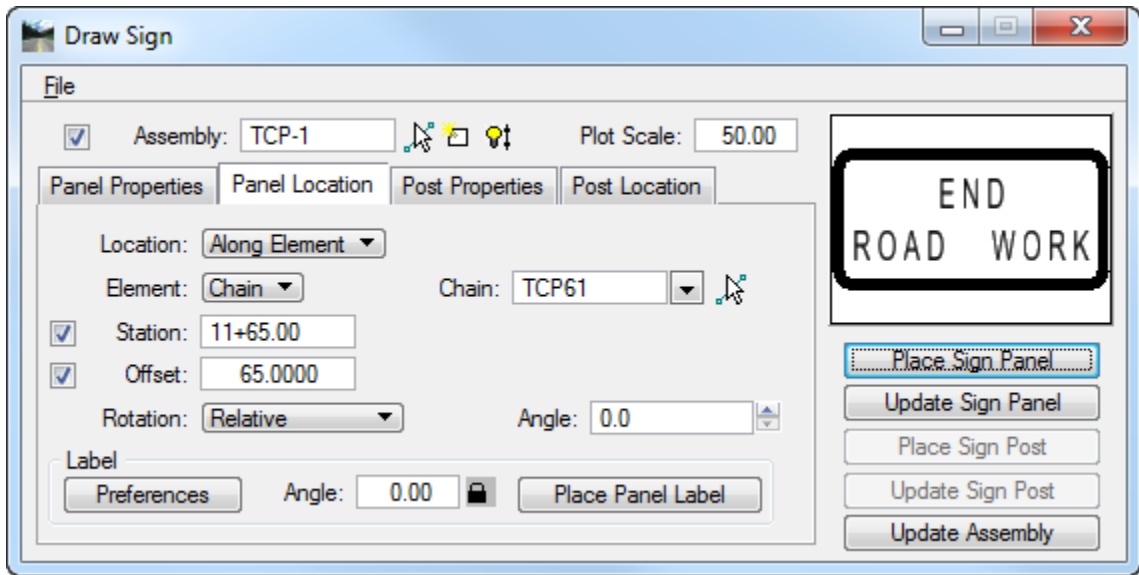 Draw Sign
File
Assembly: TCP-1 Plot Scale: 50.00
Panel Properties Panel Location Post Properties Post Location
Location: Along Element
Element: Chain Chain: TCP61
Station: 11+65.00
Offset: 65.0000
Rotation: Relative Angle: 0.0
Label
Preferences Angle: 0.00 Place Panel Label
END
ROAD WORK
Place Sign Panel
Update Sign Panel
Place Sign Post
Update Sign Post
Update Assembly